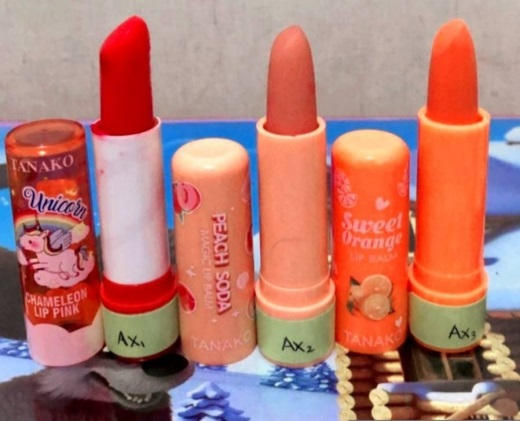 TANAKO
Unicorn
CHAMELEON
LIP PINK
AX₁
PEACH SODA
MAGIC LIP BALM
TANAKO
AX₂
Sweet
Orange
LIP BALM
TANAKO
AX₃